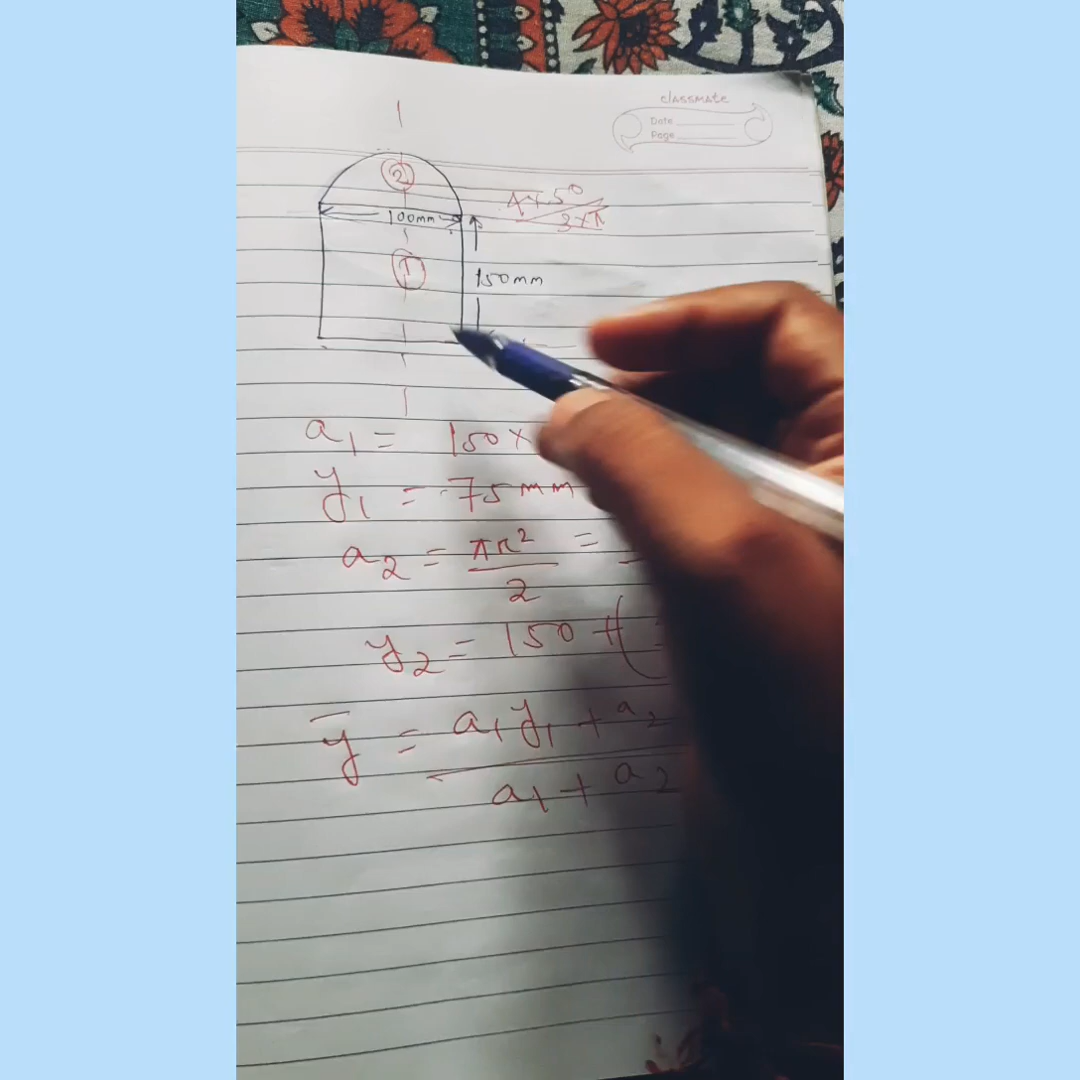 classmate
Date
Page
2
4×50
3×π
100mm
1
150mm
a1 = 150×
y1 = 75mm
a2 = πr²/2 =
y2 = 150 + (
ȳ = a1y1 + a2
a1 + a2